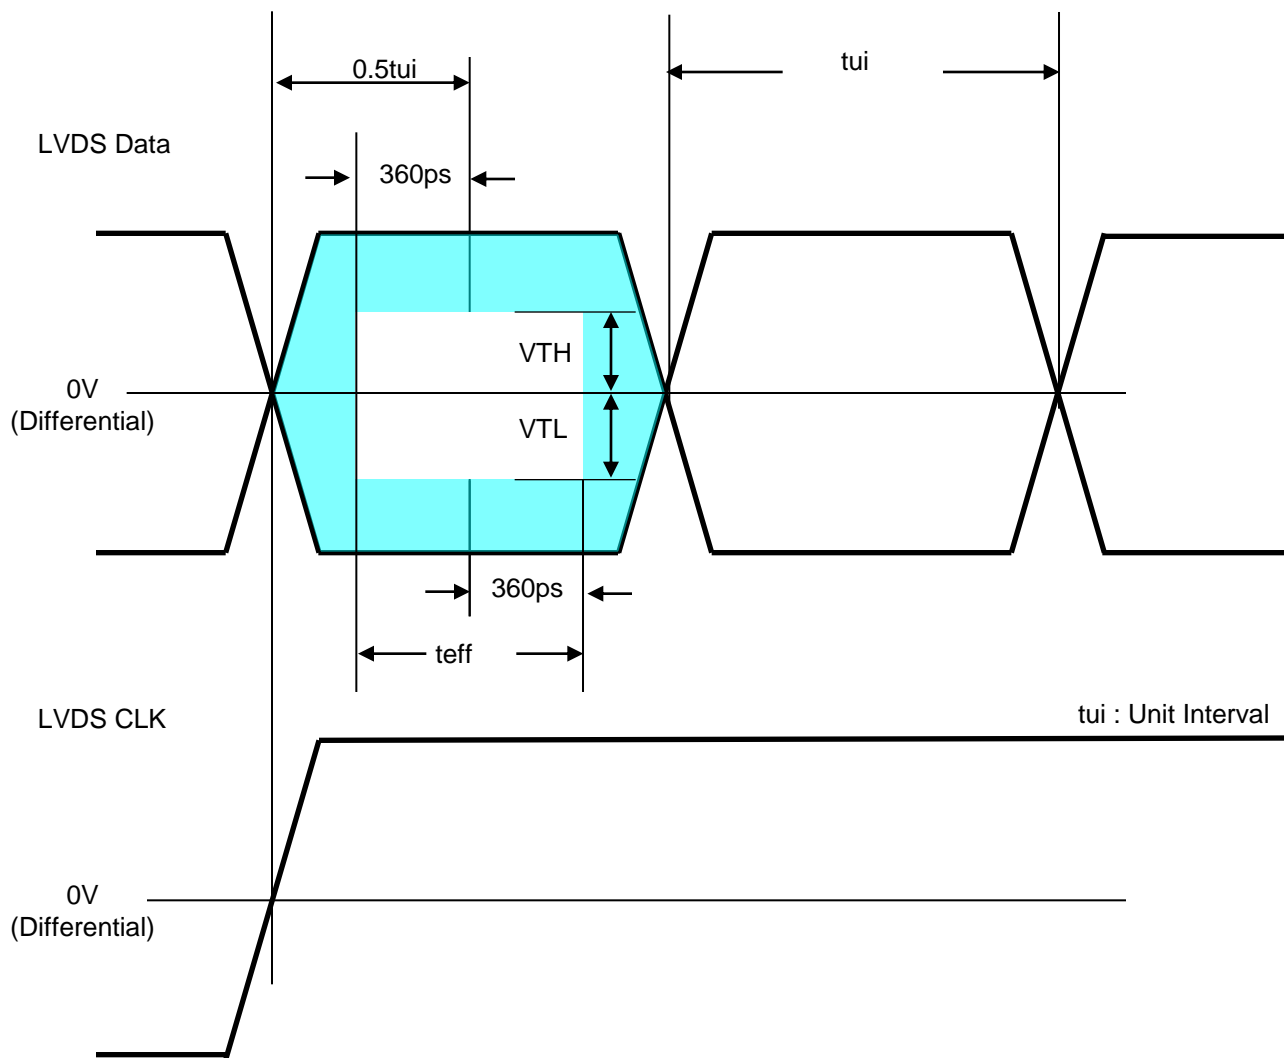 0.5tui
tui
LVDS Data
360ps
VTH
0V
(Differential)
VTL
360ps
teff
LVDS CLK
tui : Unit Interval
0V
(Differential)